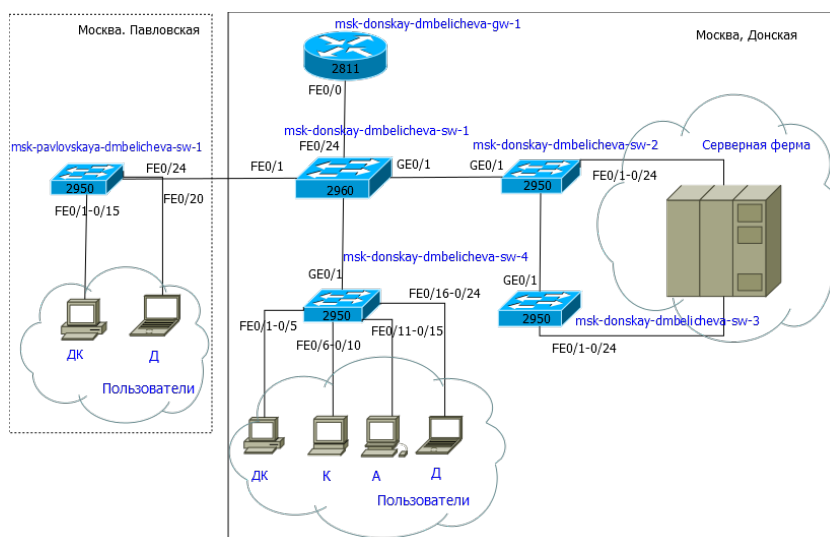 Москва. Павловская
msk-pavlovskaya-dmbelicheva-sw-1
2950
FE0/24
FE0/20
FE0/1-0/15
ДК
Д
Пользователи
Москва, Донская
msk-donskay-dmbelicheva-gw-1
2811
FE0/0
msk-donskay-dmbelicheva-sw-1
FE0/24
FE0/1
2960
GE0/1
msk-donskay-dmbelicheva-sw-2
GE0/1
2950
FE0/1-0/24
Серверная ферма
msk-donskay-dmbelicheva-sw-4
GE0/1
2950
FE0/16-0/24
FE0/1-0/5
FE0/11-0/15
FE0/6-0/10
GE0/1
2950
msk-donskay-dmbelicheva-sw-3
FE0/1-0/24
ДК
К
А
Д
Пользователи